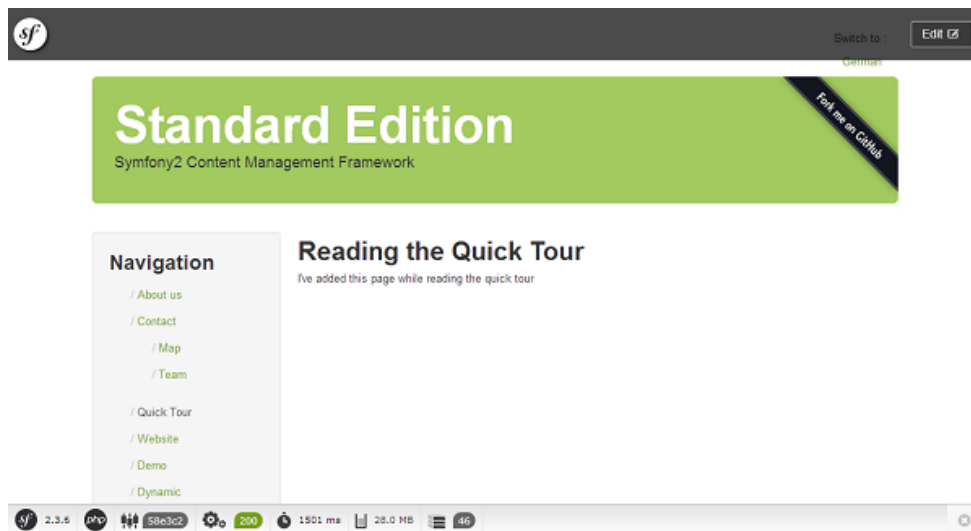 sf
Switch to :
German
Edit
Standard Edition
Symfony2 Content Management Framework
Fork me on GitHub
Navigation
/ About us
/ Contact
/ Map
/ Team
/ Quick Tour
/ Website
/ Demo
/ Dynamic
Reading the Quick Tour
I've added this page while reading the quick tour
sf 2.3.6 php 58e3c2 200 1501 ms 28.0 MB 46